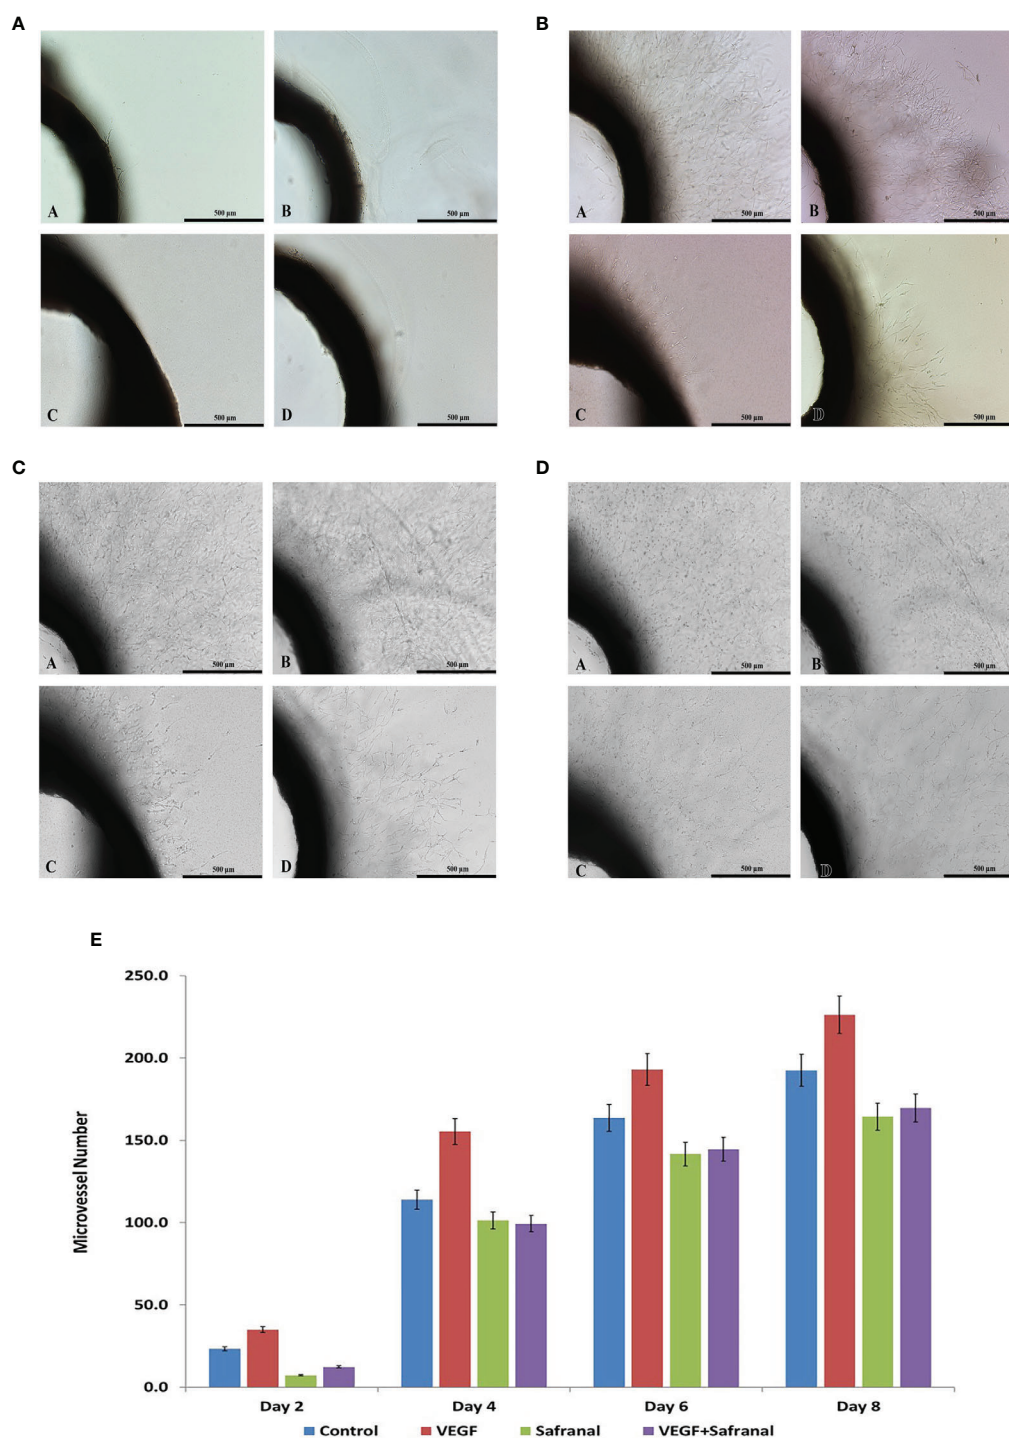 A
B
500 µm
500 µm
500 µm
500 µm
A
B
A
B
500 µm
500 µm
500 µm
500 µm
C
D
C
D
C
D
500 µm
500 µm
500 µm
500 µm
A
B
A
B
500 µm
500 µm
500 µm
500 µm
C
D
C
D
E
250.0
200.0
150.0
100.0
50.0
0.0
Microvessel Number
Day 2
Day 4
Day 6
Day 8
Control
VEGF
Safranal
VEGF+Safranal